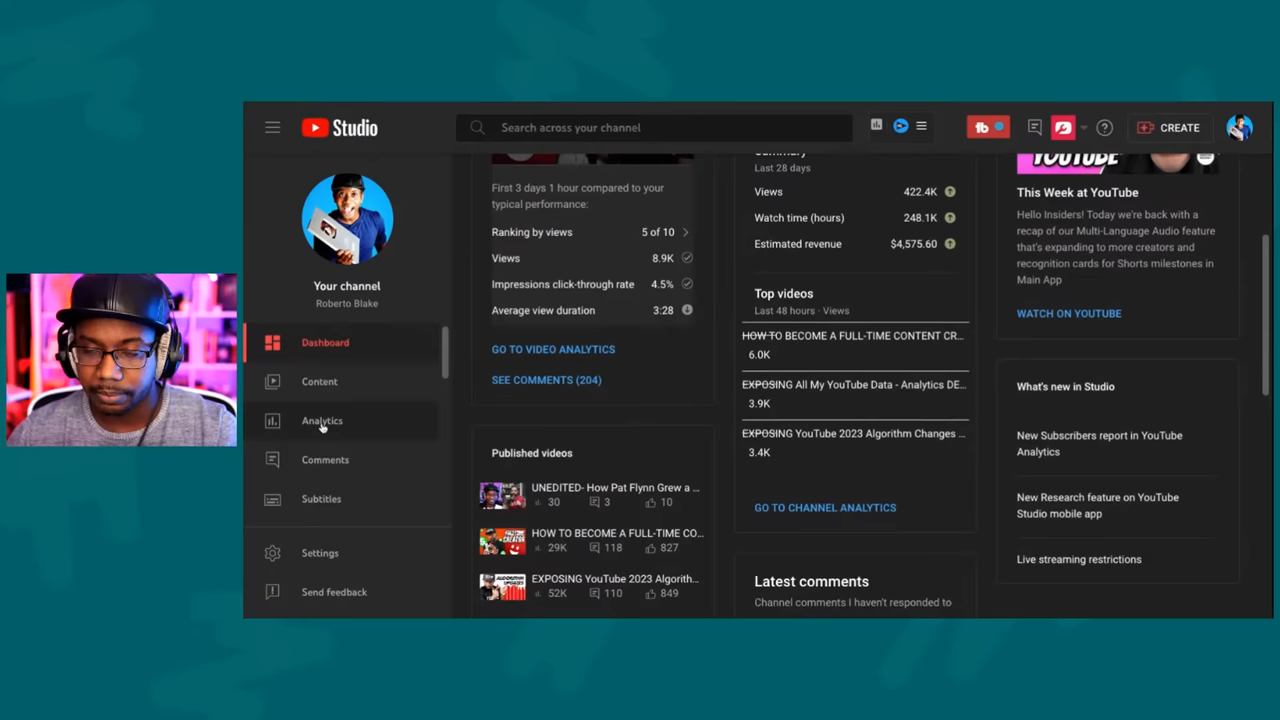 Studio
Search across your channel
CREATE
Your channel
Roberto Blake
Dashboard
Content
Analytics
Comments
Subtitles
Settings
Send feedback
First 3 days 1 hour compared to your
typical performance:
Ranking by views 5 of 10
Views 8.9K
Impressions click-through rate 4.5%
Average view duration 3:28
GO TO VIDEO ANALYTICS
SEE COMMENTS (204)
Published videos
UNEDITED- How Pat Flynn Grew a ...
30 3 10
HOW TO BECOME A FULL-TIME CO...
29K 118 827
EXPOSING YouTube 2023 Algorith...
52K 110 849
Summary
Last 28 days
Views 422.4K
Watch time (hours) 248.1K
Estimated revenue $4,575.60
Top videos
Last 48 hours · Views
HOW TO BECOME A FULL-TIME CONTENT CR...
6.0K
EXPOSING All My YouTube Data - Analytics DE...
3.9K
EXPOSING YouTube 2023 Algorithm Changes ...
3.4K
GO TO CHANNEL ANALYTICS
Latest comments
Channel comments I haven't responded to
YOUTUBE
This Week at YouTube
Hello Insiders! Today we're back with a
recap of our Multi-Language Audio feature
that's expanding to more creators and
recognition cards for Shorts milestones in
Main App
WATCH ON YOUTUBE
What's new in Studio
New Subscribers report in YouTube
Analytics
New Research feature on YouTube
Studio mobile app
Live streaming restrictions